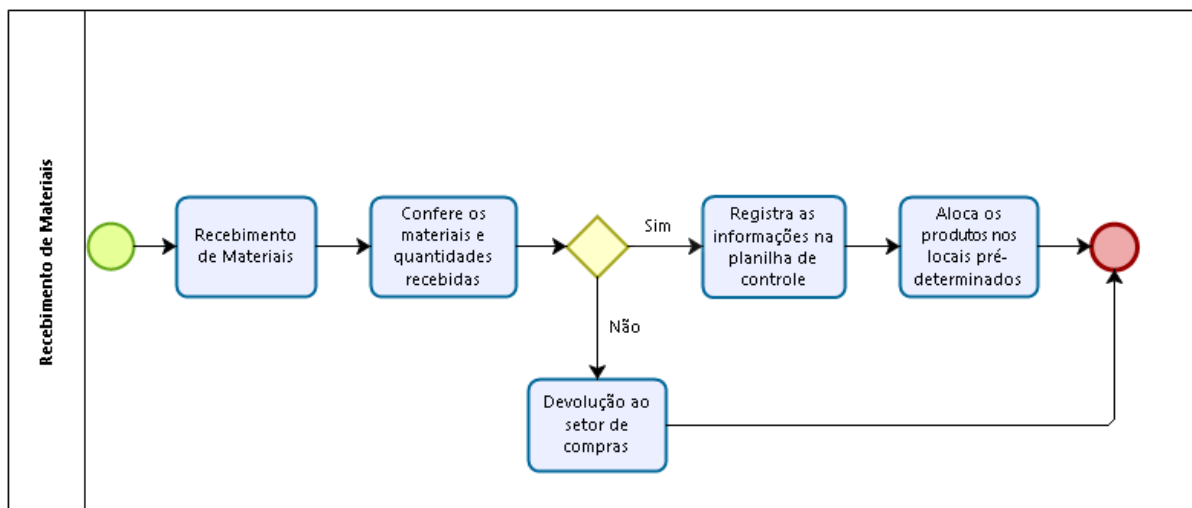 Recebimento de Materiais
Recebimento
de Materiais
Confere os
materiais e
quantidades
recebidas
Sim
Registra as
informações na
planilha de
controle
Aloca os
produtos nos
locais pré-
determinados
Não
Devolução ao
setor de
compras